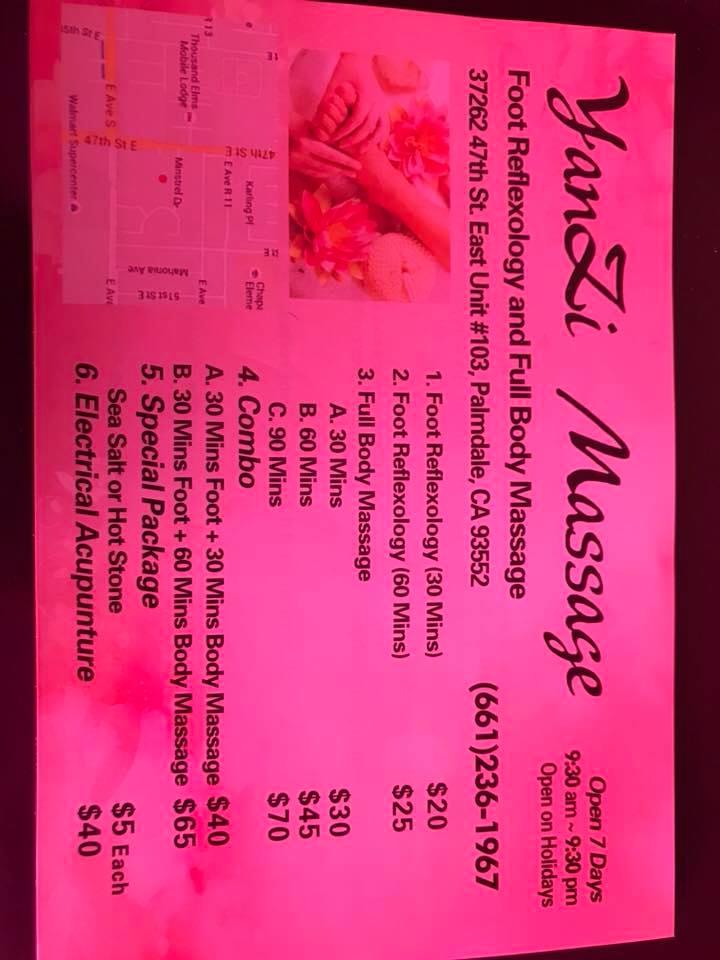 YanZi Massage
Open 7 Days
9:30 am ~ 9:30 pm
Open on Holidays
Foot Reflexology and Full Body Massage
37262 47th St. East Unit #103, Palmdale, CA 93552
(661)236-1967
1. Foot Reflexology (30 Mins) $20
2. Foot Reflexology (60 Mins) $25
3. Full Body Massage
A. 30 Mins $30
B. 60 Mins $45
C. 90 Mins $70
4. Combo
A. 30 Mins Foot + 30 Mins Body Massage $40
B. 30 Mins Foot + 60 Mins Body Massage $65
5. Special Package
Sea Salt or Hot Stone $5 Each
6. Electrical Acupunture $40
Thousand Elms
Mobile Lodge
E Ave S
47th St E
47th St E
Walmart Supercenter
Minstrel Dr
E Ave R 11
Karling Pl
Mahonia Ave
51st St E
E Ave
E Ave
Chapa
Eleme